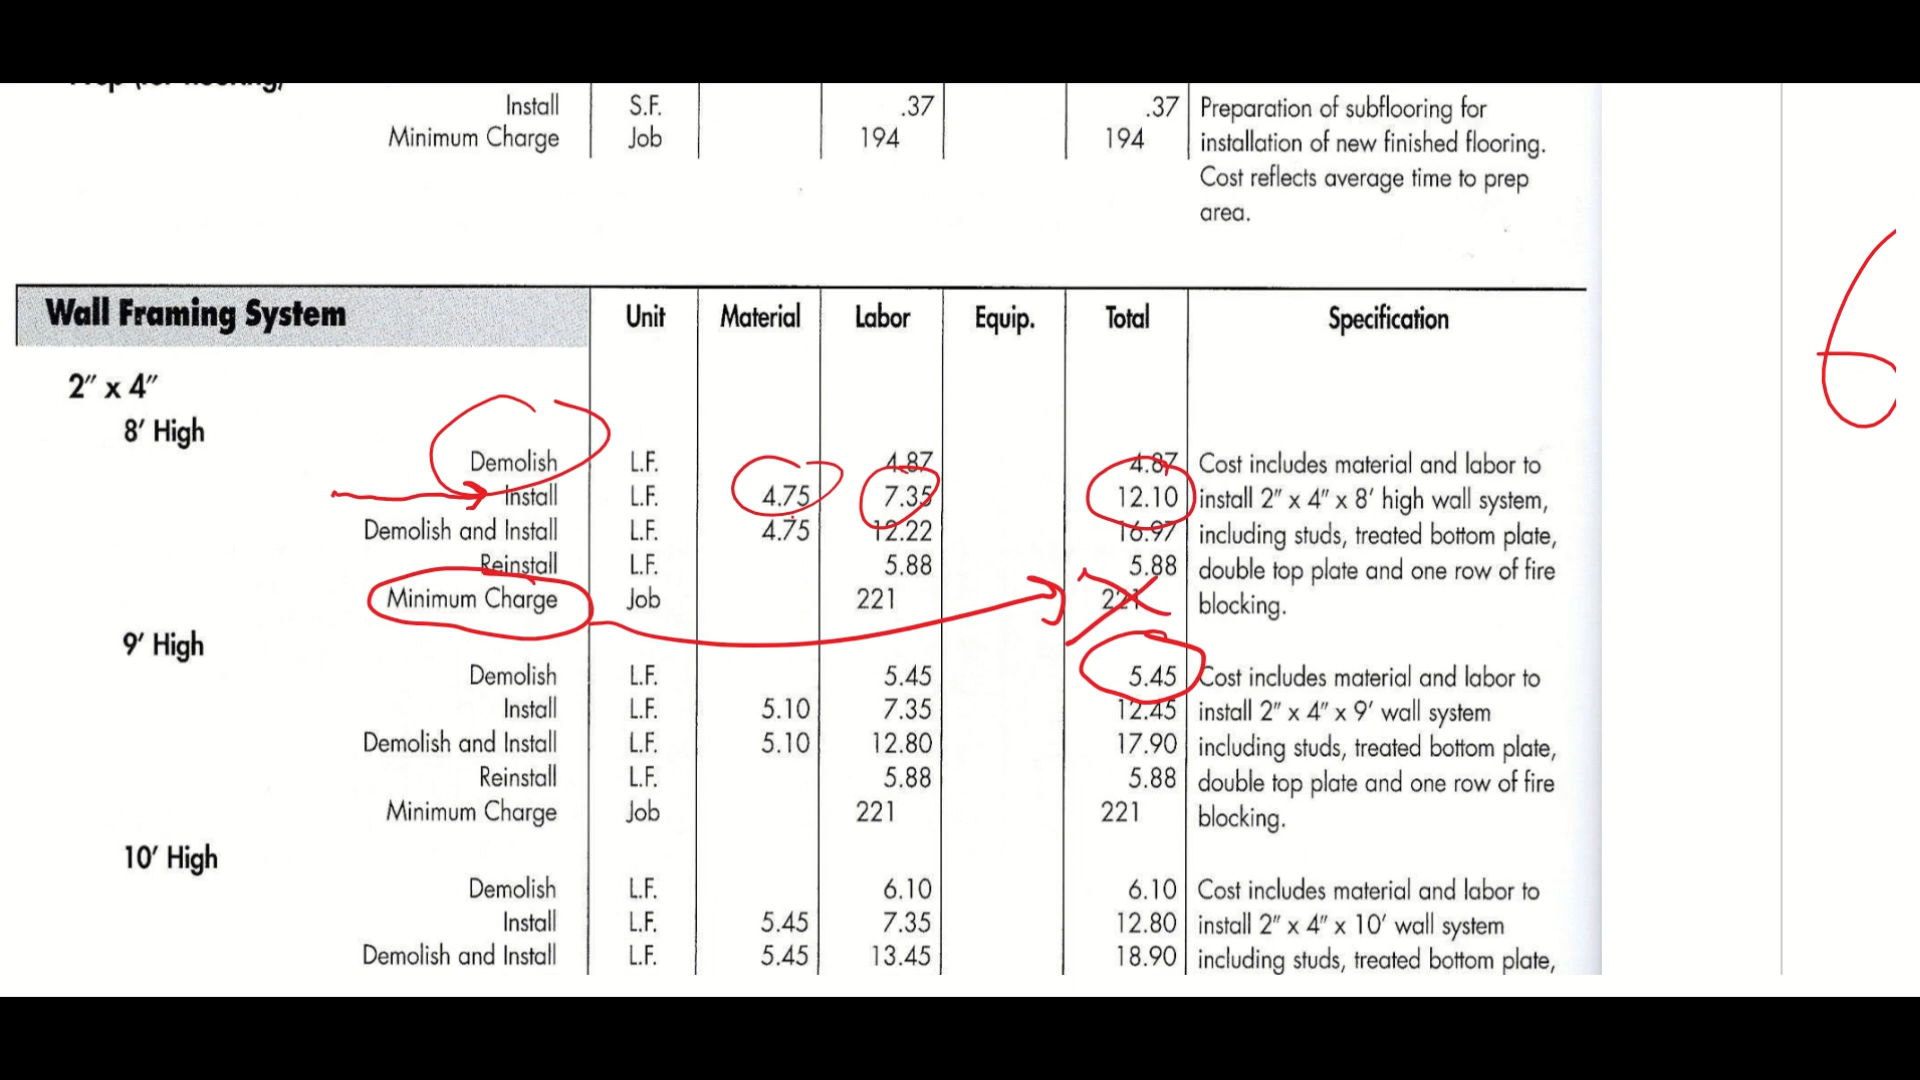 Install S.F. .37 .37 Preparation of subflooring for
Minimum Charge Job 194 194 installation of new finished flooring.
Cost reflects average time to prep
area.
Wall Framing System Unit Material Labor Equip. Total Specification
2" x 4"
8' High
Demolish L.F. 4.87 4.87 Cost includes material and labor to
Install L.F. 4.75 7.35 12.10 install 2" x 4" x 8' high wall system,
Demolish and Install L.F. 4.75 12.22 16.97 including studs, treated bottom plate,
Reinstall L.F. 5.88 5.88 double top plate and one row of fire
Minimum Charge Job 221 221 blocking.
9' High
Demolish L.F. 5.45 5.45 Cost includes material and labor to
Install L.F. 5.10 7.35 12.45 install 2" x 4" x 9' wall system
Demolish and Install L.F. 5.10 12.80 17.90 including studs, treated bottom plate,
Reinstall L.F. 5.88 5.88 double top plate and one row of fire
Minimum Charge Job 221 221 blocking.
10' High
Demolish L.F. 6.10 6.10 Cost includes material and labor to
Install L.F. 5.45 7.35 12.80 install 2" x 4" x 10' wall system
Demolish and Install L.F. 5.45 13.45 18.90 including studs, treated bottom plate,